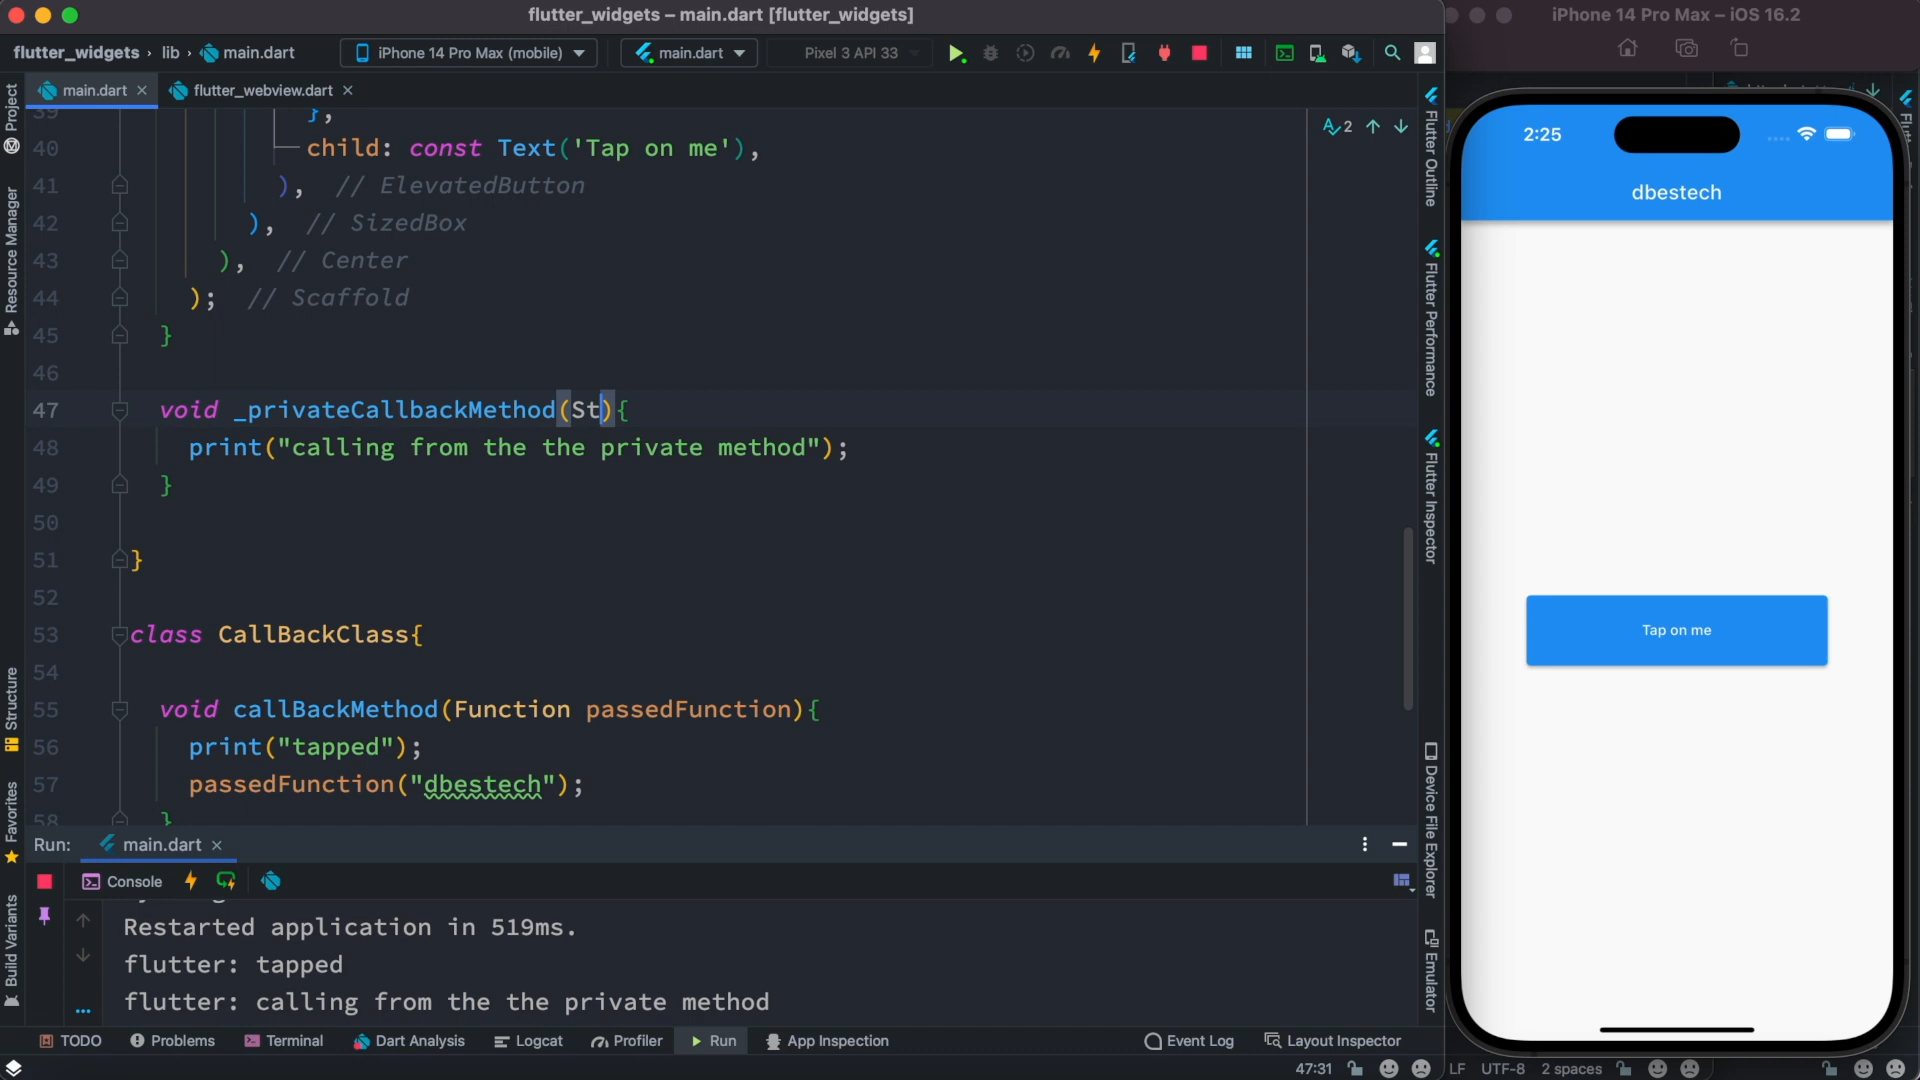 flutter_widgets – main.dart [flutter_widgets]
iPhone 14 Pro Max – iOS 16.2
flutter_widgets › lib › main.dart
iPhone 14 Pro Max (mobile)
main.dart
Pixel 3 API 33
main.dart
flutter_webview.dart
Project
Resource Manager
Structure
Favorites
Build Variants
39 },
40 child: const Text('Tap on me'),
41 ), // ElevatedButton
42 ), // SizedBox
43 ), // Center
44 ); // Scaffold
45 }
46
47 void _privateCallbackMethod(St){
48 print("calling from the the private method");
49 }
50
51 }
52
53 class CallBackClass{
54
55 void callBackMethod(Function passedFunction){
56 print("tapped");
57 passedFunction("dbestech");
58 }
2
Flutter Outline
Flutter Performance
Flutter Inspector
Device File Explorer
Emulator
Run: main.dart
Console
Restarted application in 519ms.
flutter: tapped
flutter: calling from the the private method
TODO Problems Terminal Dart Analysis Logcat Profiler Run App Inspection Event Log Layout Inspector
47:31 LF UTF-8 2 spaces
2:25
dbestech
Tap on me